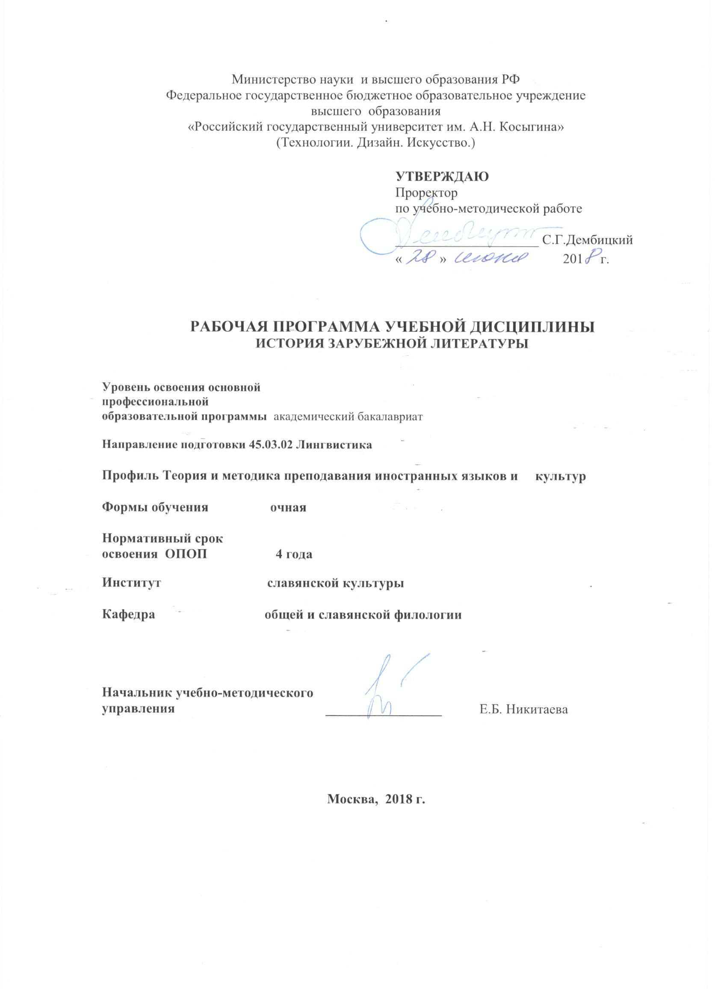 Министерство науки и высшего образования РФ
Федеральное государственное бюджетное образовательное учреждение
высшего образования
«Российский государственный университет им. А.Н. Косыгина»
(Технологии. Дизайн. Искусство.)
УТВЕРЖДАЮ
Проректор
по учебно-методической работе
С.Г.Дембицкий
« 28 » июня 2018 г.
РАБОЧАЯ ПРОГРАММА УЧЕБНОЙ ДИСЦИПЛИНЫ
ИСТОРИЯ ЗАРУБЕЖНОЙ ЛИТЕРАТУРЫ
Уровень освоения основной
профессиональной
образовательной программы академический бакалавриат
Направление подготовки 45.03.02 Лингвистика
Профиль Теория и методика преподавания иностранных языков и культур
Формы обучения очная
Нормативный срок
освоения ОПОП 4 года
Институт славянской культуры
Кафедра общей и славянской филологии
Начальник учебно-методического
управления Е.Б. Никитаева
Москва, 2018 г.